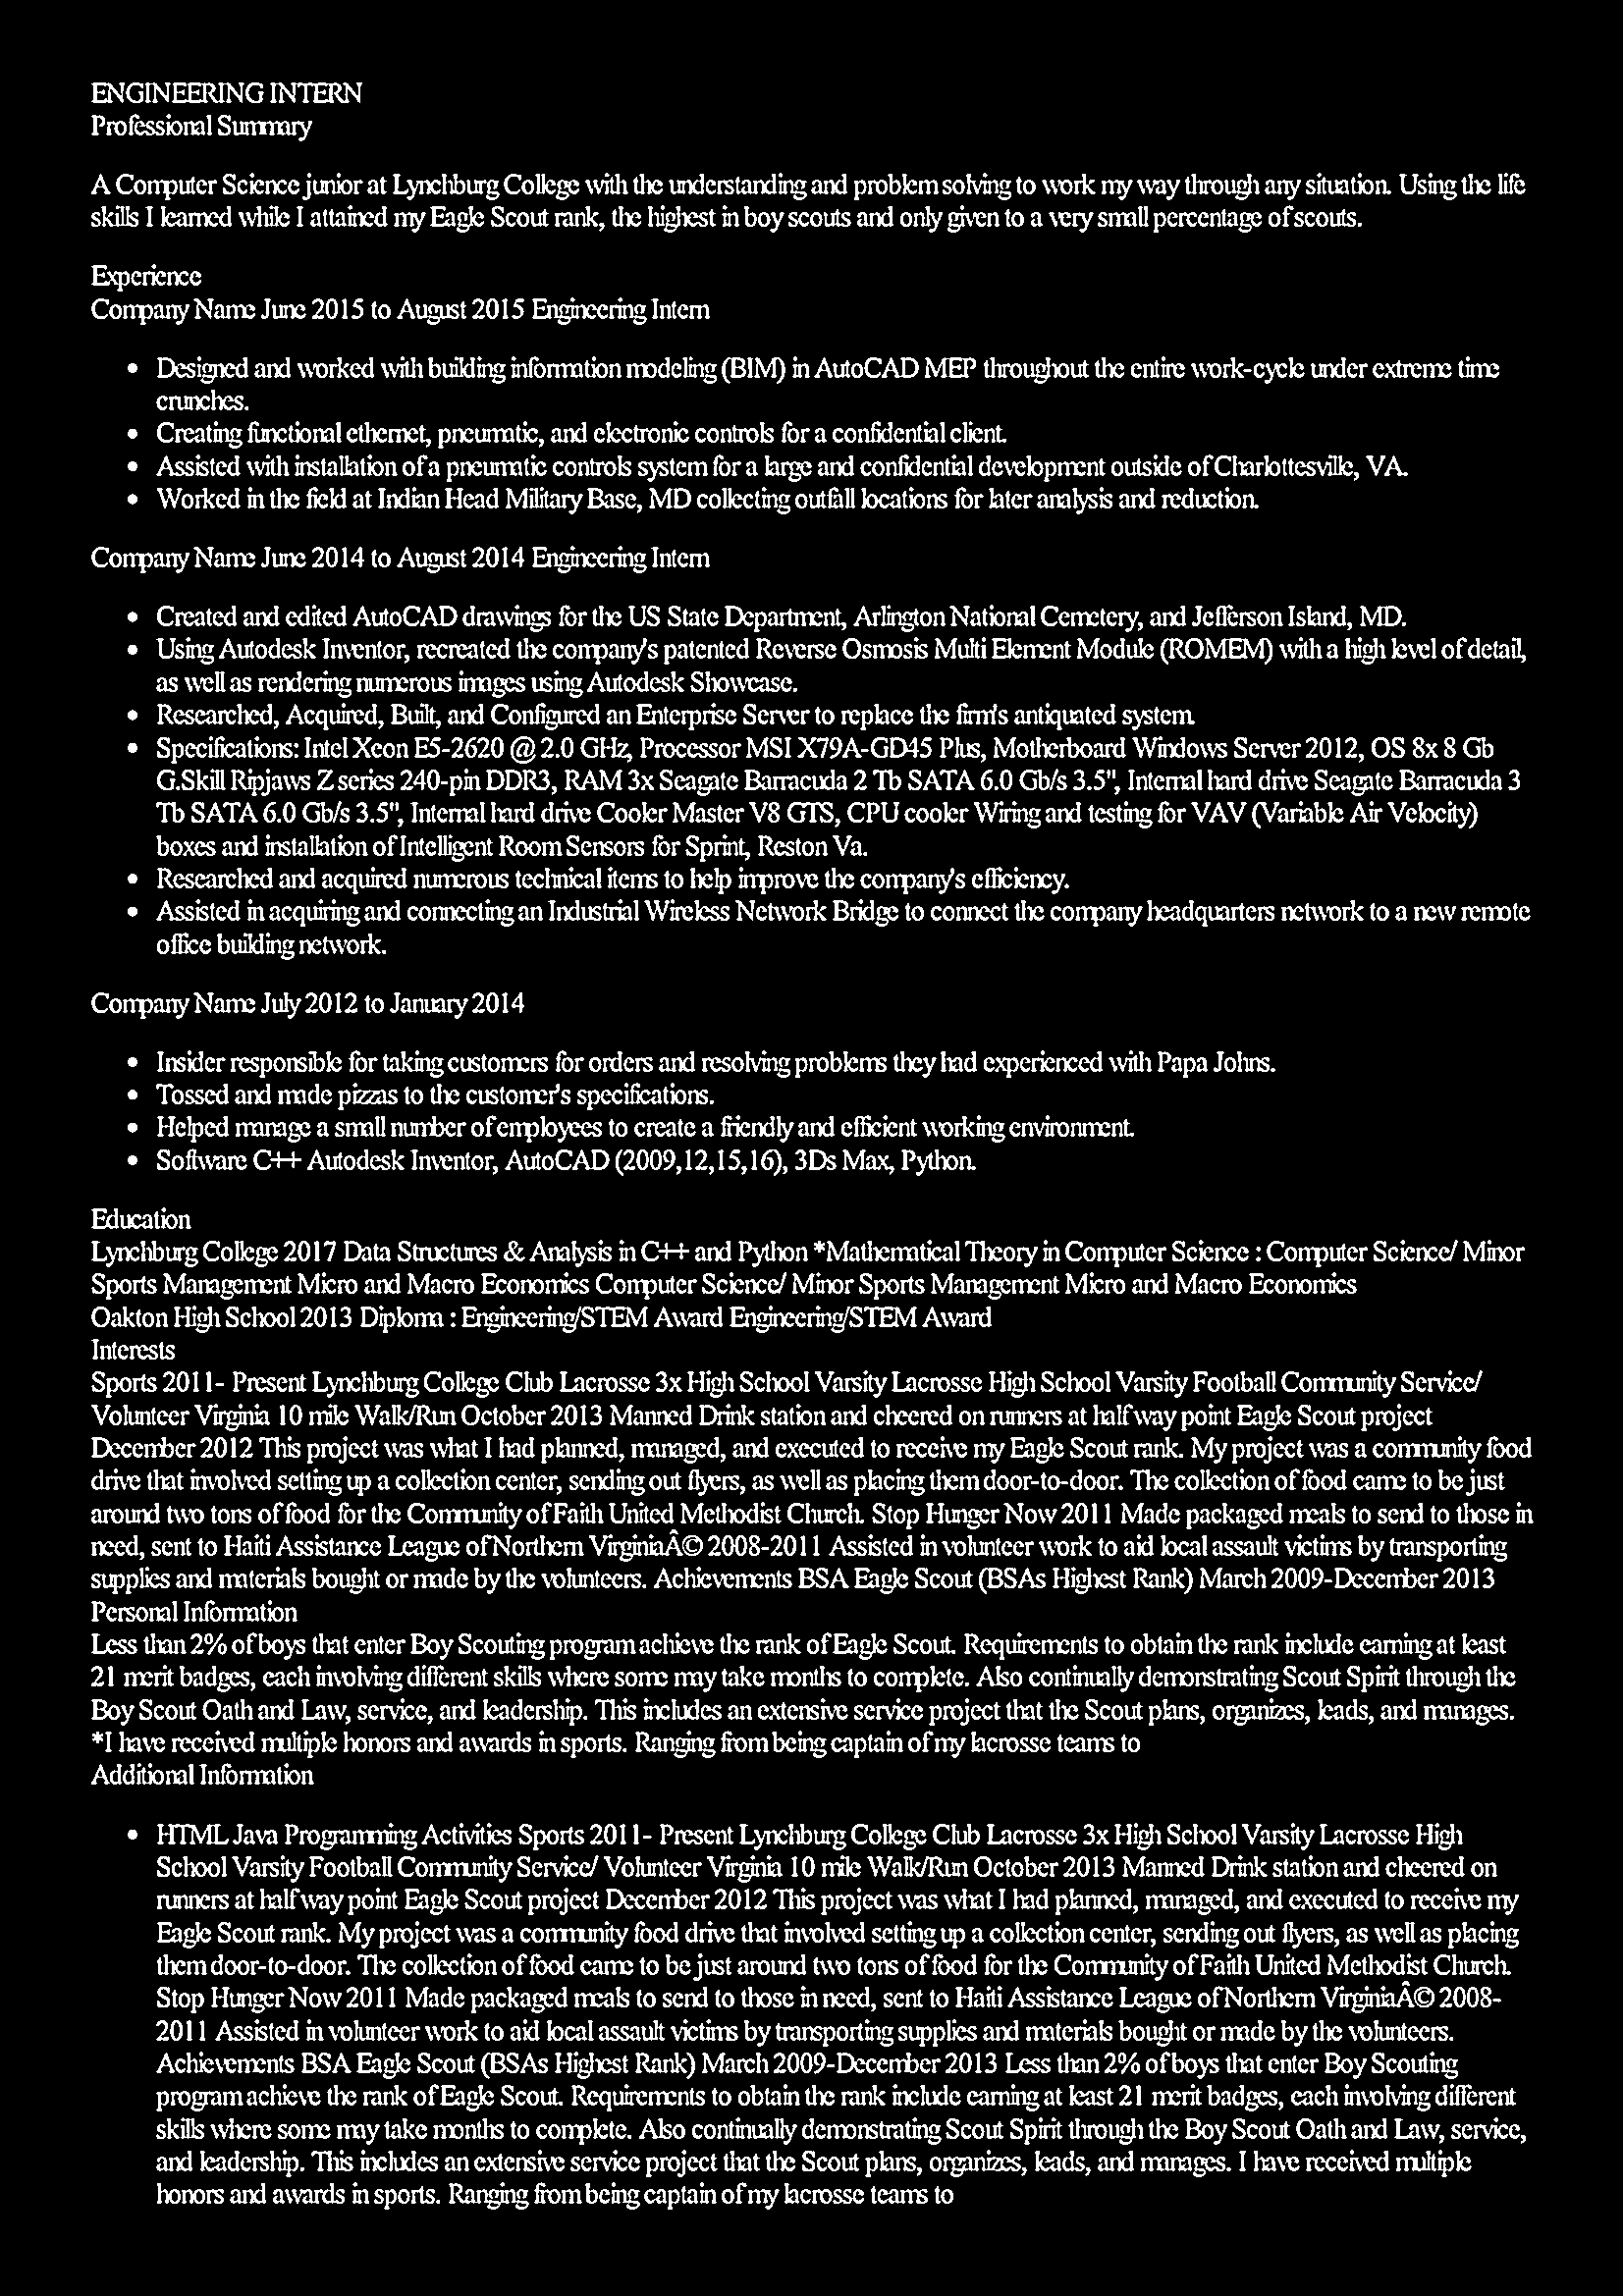 ENGINEERING INTERN
Professional Summary
A Computer Science junior at Lynchburg College with the understanding and problem solving to work my way through any situation. Using the life
skills I learned while I attained my Eagle Scout rank, the highest in boy scouts and only given to a very small percentage of scouts.
Experience
Company Name June 2015 to August 2015 Engineering Intern
• Designed and worked with building information modeling (BIM) in AutoCAD MEP throughout the entire work-cycle under extreme time
crunches.
• Creating functional ethernet, pneumatic, and electronic controls for a confidential client.
• Assisted with installation of a pneumatic controls system for a large and confidential development outside of Charlottesville, VA.
• Worked in the field at Indian Head Military Base, MD collecting outfall locations for later analysis and reduction.
Company Name June 2014 to August 2014 Engineering Intern
• Created and edited AutoCAD drawings for the US State Department, Arlington National Cemetery, and Jefferson Island, MD.
• Using Autodesk Inventor, recreated the company's patented Reverse Osmosis Multi Element Module (ROMEM) with a high level of detail,
as well as rendering numerous images using Autodesk Showcase.
• Researched, Acquired, Built, and Configured an Enterprise Server to replace the firm's antiquated system.
• Specifications: Intel Xeon E5-2620 @ 2.0 GHz, Processor MSI X79A-GD45 Plus, Motherboard Windows Server 2012, OS 8x 8 Gb
G.Skill Ripjaws Z series 240-pin DDR3, RAM 3x Seagate Barracuda 2 Tb SATA 6.0 Gb/s 3.5", Internal hard drive Seagate Barracuda 3
Tb SATA 6.0 Gb/s 3.5", Internal hard drive Cooler Master V8 GTS, CPU cooler Wiring and testing for VAV (Variable Air Velocity)
boxes and installation of Intelligent Room Sensors for Sprint, Reston Va.
• Researched and acquired numerous technical items to help improve the company's efficiency.
• Assisted in acquiring and connecting an Industrial Wireless Network Bridge to connect the company headquarters network to a new remote
office building network.
Company Name July 2012 to January 2014
• Insider responsible for taking customers for orders and resolving problems they had experienced with Papa Johns.
• Tossed and made pizzas to the customer's specifications.
• Helped manage a small number of employees to create a friendly and efficient working environment.
• Software C++ Autodesk Inventor, AutoCAD (2009,12,15,16), 3Ds Max, Python.
Education
Lynchburg College 2017 Data Structures & Analysis in C++ and Python *Mathematical Theory in Computer Science : Computer Science/ Minor
Sports Management Micro and Macro Economics Computer Science/ Minor Sports Management Micro and Macro Economics
Oakton High School 2013 Diploma : Engineering/STEM Award Engineering/STEM Award
Interests
Sports 2011- Present Lynchburg College Club Lacrosse 3x High School Varsity Lacrosse High School Varsity Football Community Service/
Volunteer Virginia 10 mile Walk/Run October 2013 Manned Drink station and cheered on runners at half way point Eagle Scout project
December 2012 This project was what I had planned, managed, and executed to receive my Eagle Scout rank. My project was a community food
drive that involved setting up a collection center, sending out flyers, as well as placing them door-to-door. The collection of food came to be just
around two tons of food for the Community of Faith United Methodist Church. Stop Hunger Now 2011 Made packaged meals to send to those in
need, sent to Haiti Assistance League of Northern VirginiaÂ© 2008-2011 Assisted in volunteer work to aid local assault victims by transporting
supplies and materials bought or made by the volunteers. Achievements BSA Eagle Scout (BSAs Highest Rank) March 2009-December 2013
Personal Information
Less than 2% of boys that enter Boy Scouting program achieve the rank of Eagle Scout. Requirements to obtain the rank include earning at least
21 merit badges, each involving different skills where some may take months to complete. Also continually demonstrating Scout Spirit through the
Boy Scout Oath and Law, service, and leadership. This includes an extensive service project that the Scout plans, organizes, leads, and manages.
*I have received multiple honors and awards in sports. Ranging from being captain of my lacrosse teams to
Additional Information
• HTML Java Programming Activities Sports 2011- Present Lynchburg College Club Lacrosse 3x High School Varsity Lacrosse High
School Varsity Football Community Service/ Volunteer Virginia 10 mile Walk/Run October 2013 Manned Drink station and cheered on
runners at half way point Eagle Scout project December 2012 This project was what I had planned, managed, and executed to receive my
Eagle Scout rank. My project was a community food drive that involved setting up a collection center, sending out flyers, as well as placing
them door-to-door. The collection of food came to be just around two tons of food for the Community of Faith United Methodist Church.
Stop Hunger Now 2011 Made packaged meals to send to those in need, sent to Haiti Assistance League of Northern VirginiaÂ© 2008-
2011 Assisted in volunteer work to aid local assault victims by transporting supplies and materials bought or made by the volunteers.
Achievements BSA Eagle Scout (BSAs Highest Rank) March 2009-December 2013 Less than 2% of boys that enter Boy Scouting
program achieve the rank of Eagle Scout. Requirements to obtain the rank include earning at least 21 merit badges, each involving different
skills where some may take months to complete. Also continually demonstrating Scout Spirit through the Boy Scout Oath and Law, service,
and leadership. This includes an extensive service project that the Scout plans, organizes, leads, and manages. I have received multiple
honors and awards in sports. Ranging from being captain of my lacrosse teams to